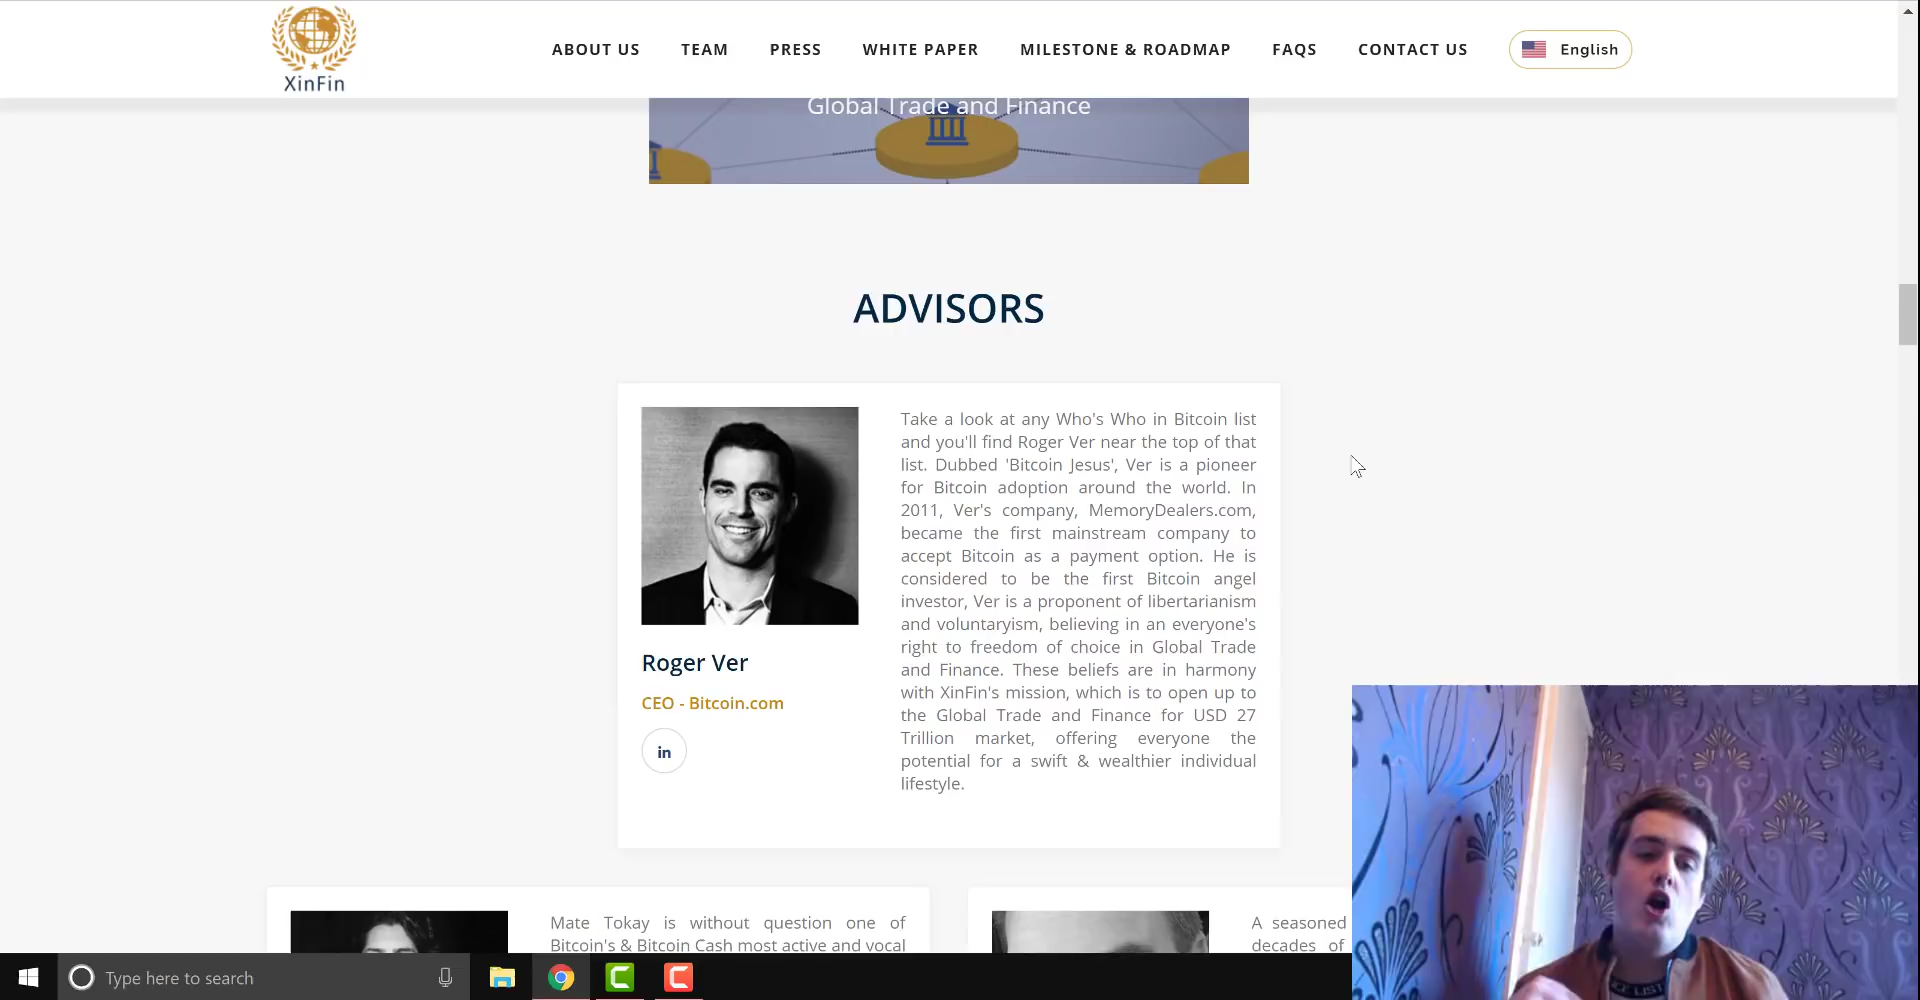 XinFin
ABOUT US
TEAM
PRESS
WHITE PAPER
MILESTONE & ROADMAP
FAQS
CONTACT US
English
Global Trade and Finance
ADVISORS
Take a look at any Who's Who in Bitcoin list
and you'll find Roger Ver near the top of that
list. Dubbed 'Bitcoin Jesus', Ver is a pioneer
for Bitcoin adoption around the world. In
2011, Ver's company, MemoryDealers.com,
became the first mainstream company to
accept Bitcoin as a payment option. He is
considered to be the first Bitcoin angel
investor, Ver is a proponent of libertarianism
and voluntaryism, believing in an everyone's
right to freedom of choice in Global Trade
and Finance. These beliefs are in harmony
with XinFin's mission, which is to open up to
the Global Trade and Finance for USD 27
Trillion market, offering everyone the
potential for a swift & wealthier individual
lifestyle.
Roger Ver
CEO - Bitcoin.com
in
Mate Tokay is without question one of
Bitcoin's & Bitcoin Cash most active and vocal
A seasoned
decades of
Type here to search